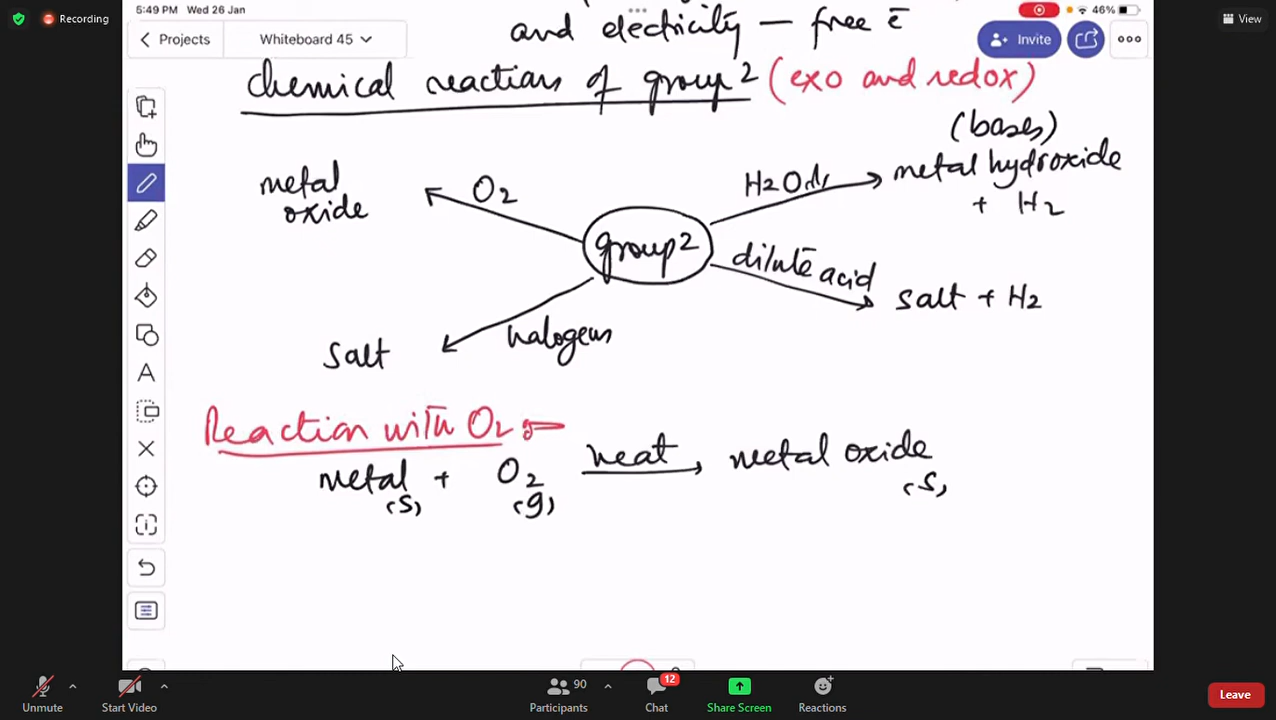 5:49 PM Wed 26 Jan
46%
Recording
View
Projects
Whiteboard 45
Invite
and electricity — free ē
chemical reactions of group 2 (exo and redox)
(bases)
metal oxide
O2
H2O
metal hydroxide
+ H2
group 2
dilute acid
salt + H2
halogens
salt
Reaction with O2
metal + O2 heat metal oxide
(s) (g) (s)
Unmute
Start Video
90
Participants
12
Chat
Share Screen
Reactions
Leave